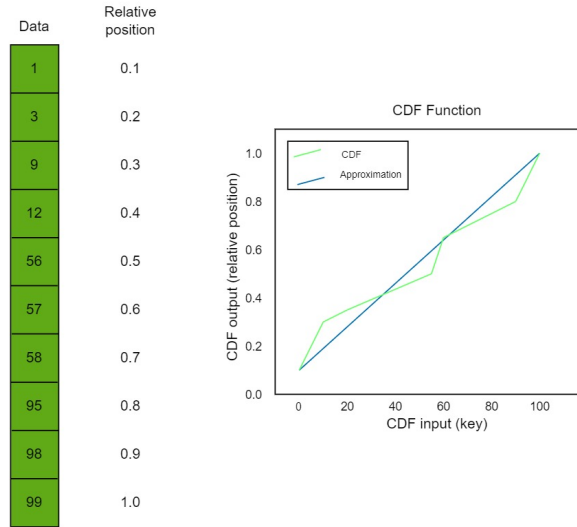 Data
Relative
position
1 0.1
3 0.2
9 0.3
12 0.4
56 0.5
57 0.6
58 0.7
95 0.8
98 0.9
99 1.0
CDF Function
CDF
Approximation
CDF output (relative position)
1.0
0.8
0.6
0.4
0.2
0.0
0 20 40 60 80 100
CDF input (key)